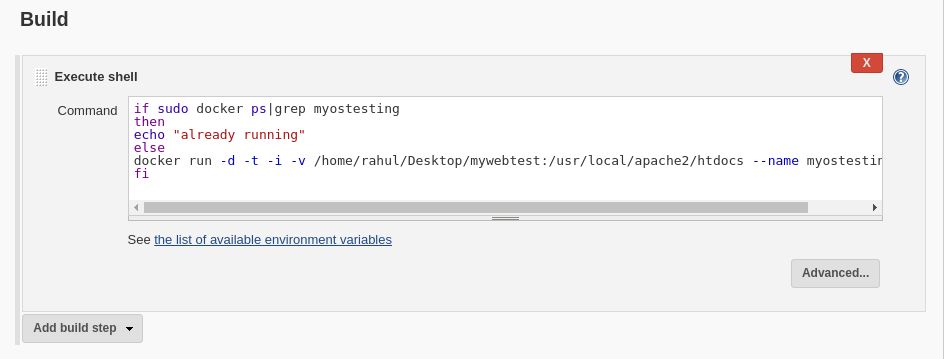 Build
X
Execute shell
?
Command
if sudo docker ps|grep myostesting
then
echo "already running"
else
docker run -d -t -i -v /home/rahul/Desktop/mywebtest:/usr/local/apache2/htdocs --name myostestin
fi
See the list of available environment variables
Advanced...
Add build step